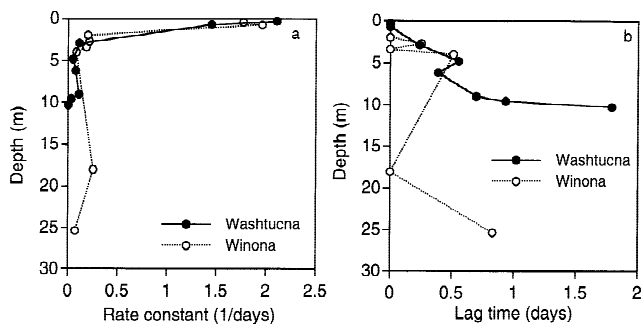 0
5
10
15
20
25
30
Depth (m)
a
Washtucna
Winona
0 0.5 1 1.5 2 2.5
Rate constant (1/days)
0
5
10
15
20
25
30
Depth (m)
b
Washtucna
Winona
0 0.5 1 1.5 2
Lag time (days)